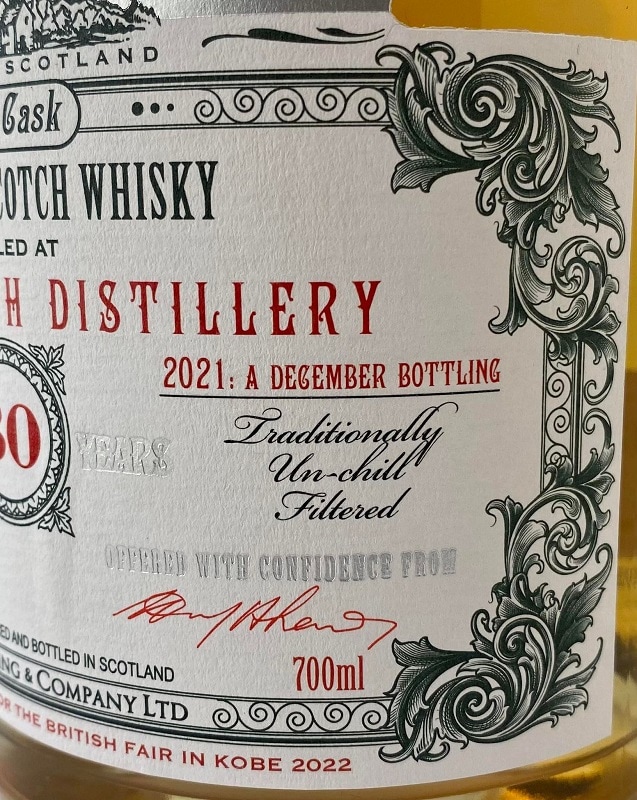 SCOTLAND
Cask
SCOTCH WHISKY
LED AT
H DISTILLERY
2021: A DECEMBER BOTTLING
30
YEARS
Traditionally
Un-chill
Filtered
OFFERED WITH CONFIDENCE FROM
ED AND BOTTLED IN SCOTLAND
700ml
NG & COMPANY LTD
OR THE BRITISH FAIR IN KOBE 2022